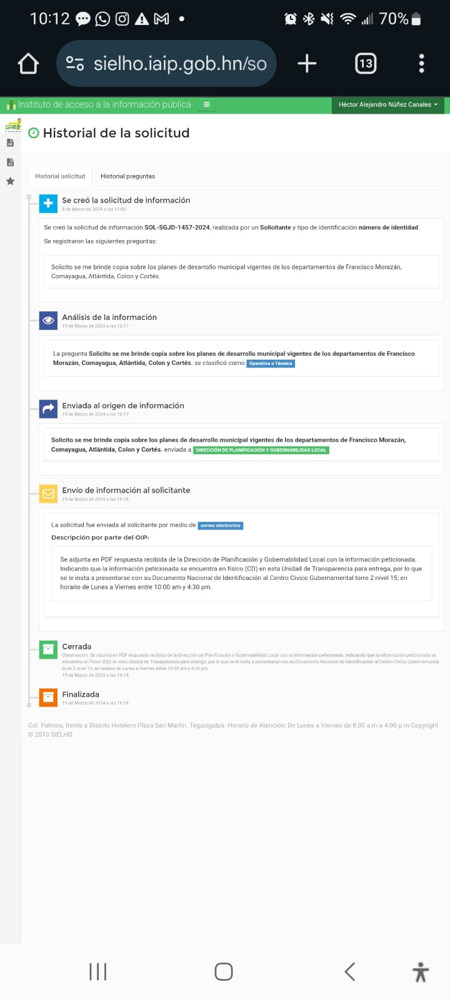 10:12
70%
sielho.iaip.gob.hn/so
13
Instituto de acceso a la información pública
Héctor Alejandro Núñez Canales
Historial de la solicitud
Historial solicitud
Historial preguntas
Se creó la solicitud de información
8 de Marzo de 2024 a las 11:03
Se creó la solicitud de información SOL-SGJD-1457-2024, realizada por un Solicitante y tipo de identificación número de identidad.
Se registraron las siguientes preguntas:
Solicito se me brinde copia sobre los planes de desarrollo municipal vigentes de los departamentos de Francisco Morazán,
Comayagua, Atlántida, Colon y Cortés.
Análisis de la información
19 de Marzo de 2024 a las 16:17
La pregunta Solicito se me brinde copia sobre los planes de desarrollo municipal vigentes de los departamentos de Francisco
Morazán, Comayagua, Atlántida, Colon y Cortés. se clasificó como Operativa o Técnica
Enviada al origen de información
19 de Marzo de 2024 a las 16:17
Solicito se me brinde copia sobre los planes de desarrollo municipal vigentes de los departamentos de Francisco Morazán,
Comayagua, Atlántida, Colon y Cortés. enviada a DIRECCIÓN DE PLANIFICACIÓN Y GOBERNABILIDAD LOCAL
Envío de información al solicitante
19 de Marzo de 2024 a las 16:18
La solicitud fue enviada al solicitante por medio de correo electronico.
Descripción por parte del OIP:
Se adjunta en PDF respuesta recibida de la Dirección de Planificación y Gobernabilidad Local con la información peticionada.
Indicando que la información peticionada se encuentra en físico (CD) en esta Unidad de Transparencia para entrega, por lo que
se le insta a presentarse con su Documento Nacional de Identificación al Centro Cívico Gubernamental torre 2 nivel 15; en
horario de Lunes a Viernes entre 10:00 am y 4:30 pm.
Cerrada
Observación: Se adjunta en PDF respuesta recibida de la Dirección de Planificación y Gobernabilidad Local con la información peticionada. Indicando que la información peticionada se
encuentra en físico (CD) en esta Unidad de Transparencia para entrega, por lo que se le insta a presentarse con su Documento Nacional de Identificación al Centro Cívico Gubernamental
torre 2 nivel 15; en horario de Lunes a Viernes entre 10:00 am y 4:30 pm.
19 de Marzo de 2024 a las 16:18
Finalizada
19 de Marzo de 2024 a las 16:18
Col. Palmira, frente a Distrito Hotelero Plaza San Martín. Tegucigalpa. Horario de Atención: De Lunes a Viernes de 8:00 a.m a 4:00 p.m Copyright
© 2013 SIELHO